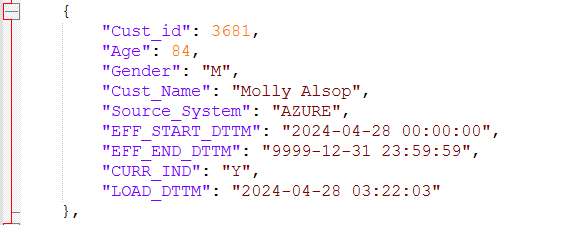 {
"Cust_id": 3681,
"Age": 84,
"Gender": "M",
"Cust_Name": "Molly Alsop",
"Source_System": "AZURE",
"EFF_START_DTTM": "2024-04-28 00:00:00",
"EFF_END_DTTM": "9999-12-31 23:59:59",
"CURR_IND": "Y",
"LOAD_DTTM": "2024-04-28 03:22:03"
},